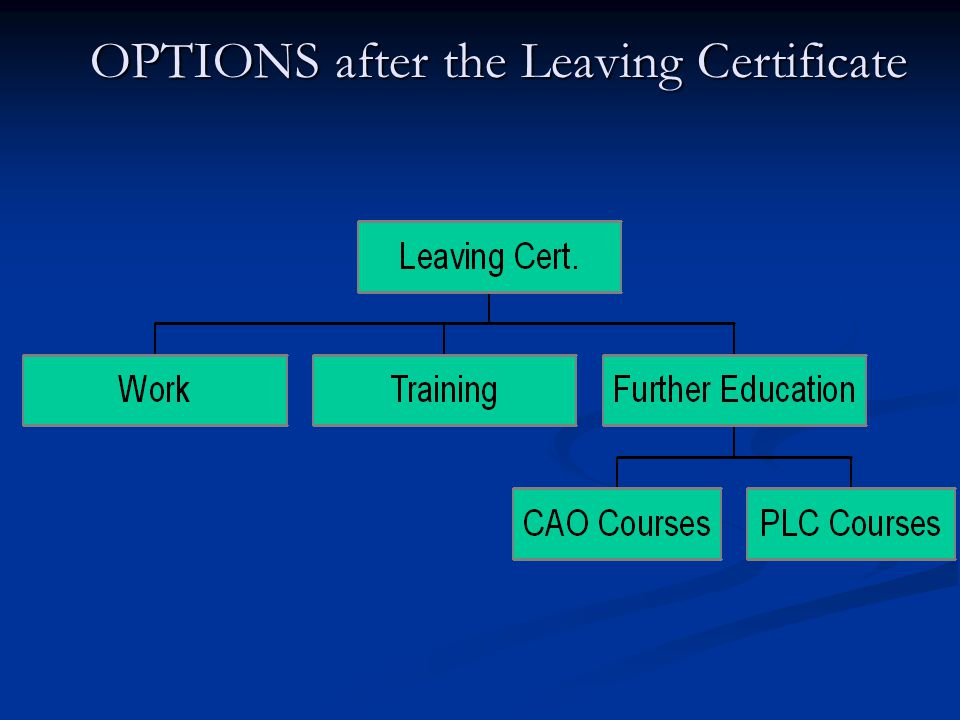 OPTIONS after the Leaving Certificate
Leaving Cert.
Work
Training
Further Education
CAO Courses
PLC Courses